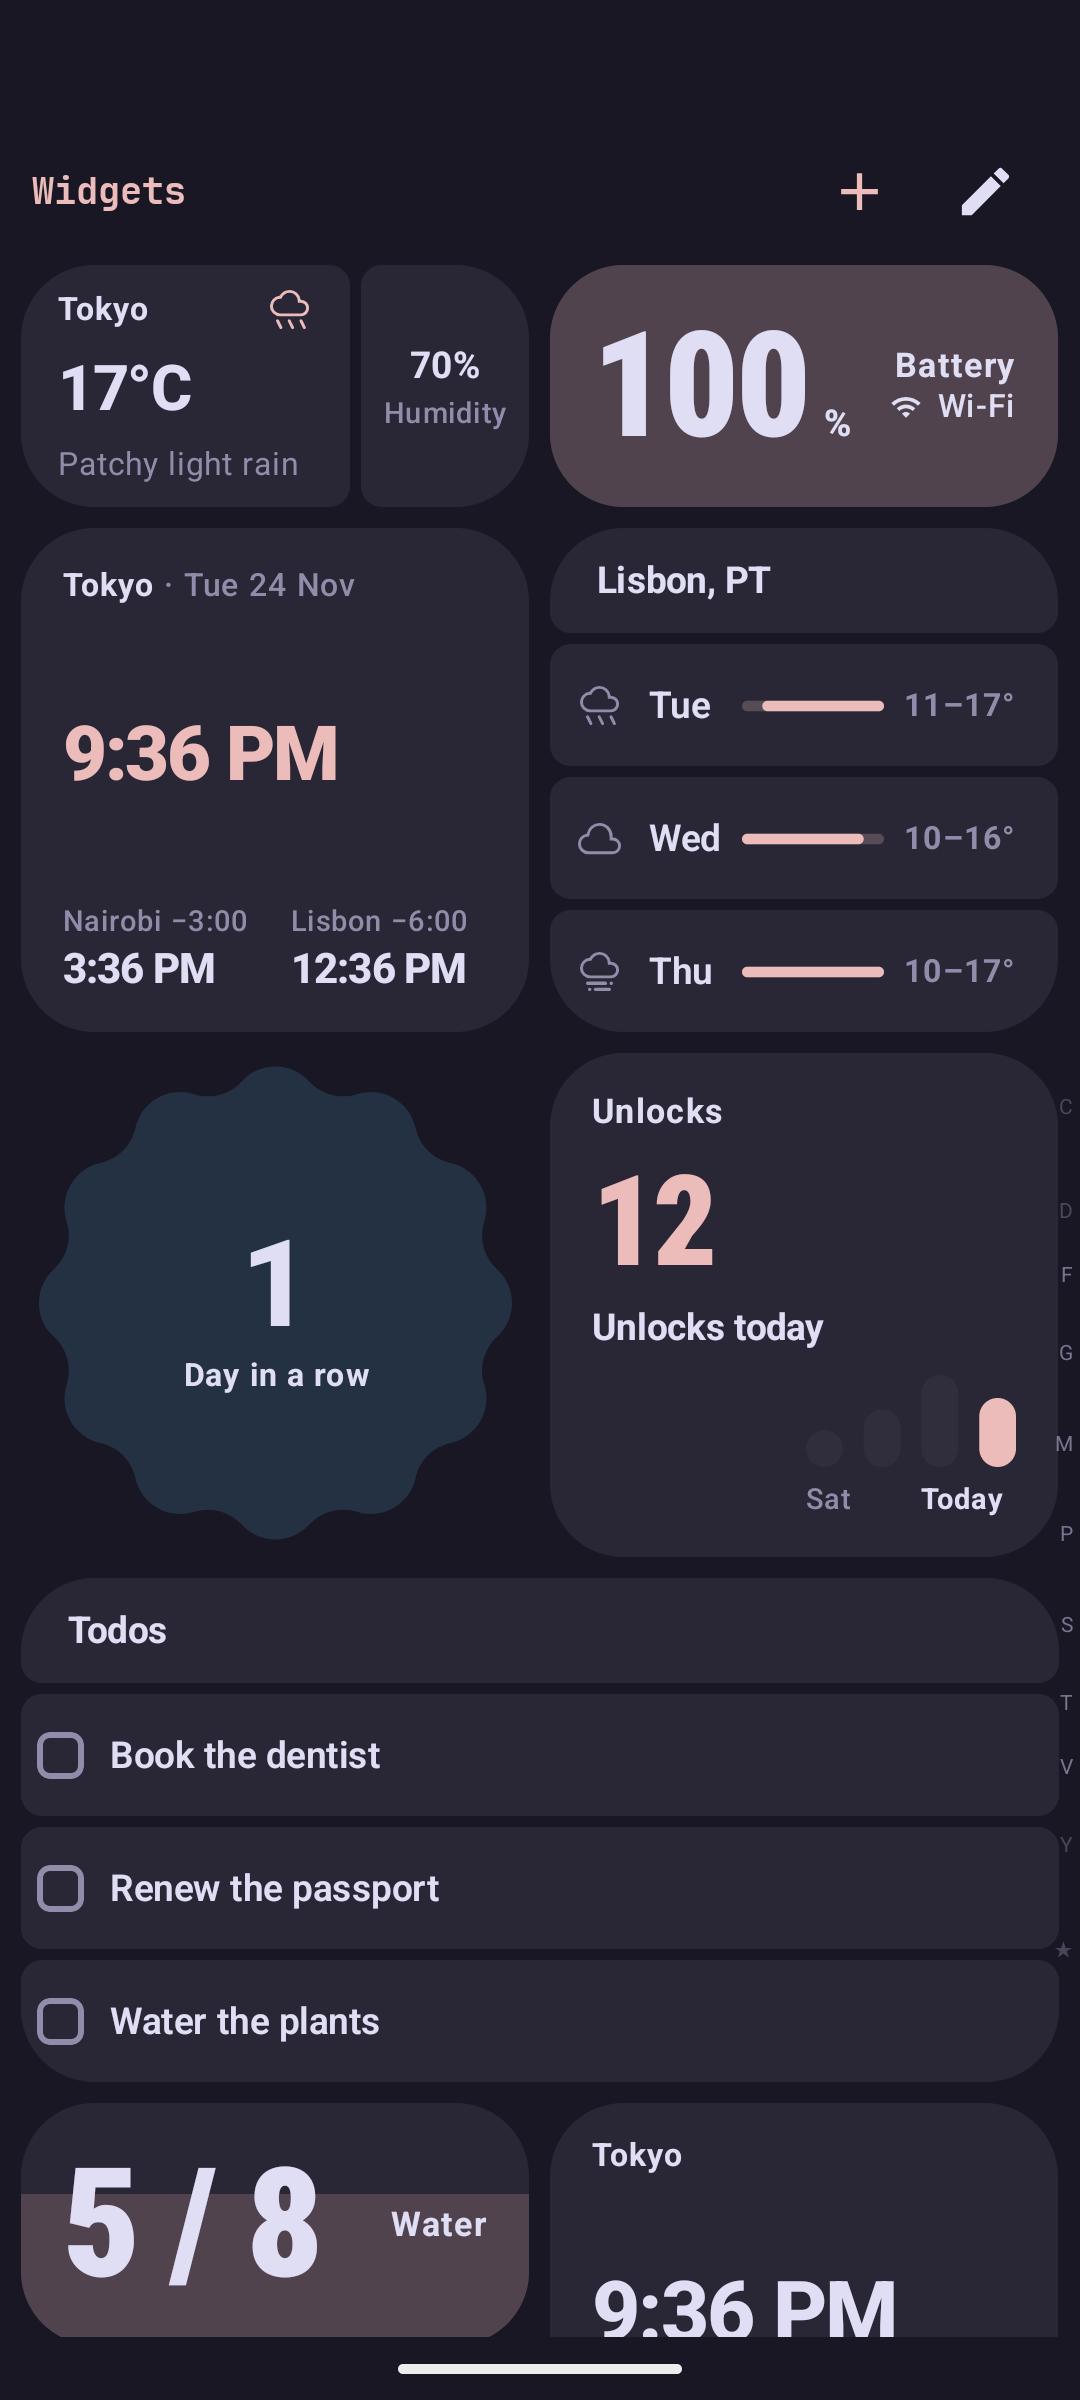 Widgets
Tokyo
17°C
Patchy light rain
70%
Humidity
100 %
Battery
Wi-Fi
Tokyo · Tue 24 Nov
9:36 PM
Nairobi −3:00
3:36 PM
Lisbon −6:00
12:36 PM
Lisbon, PT
Tue 11–17°
Wed 10–16°
Thu 10–17°
1
Day in a row
Unlocks
12
Unlocks today
Sat Today
C
D
F
G
M
P
S
T
V
Y
★
Todos
Book the dentist
Renew the passport
Water the plants
5 / 8
Water
Tokyo
9:36 PM